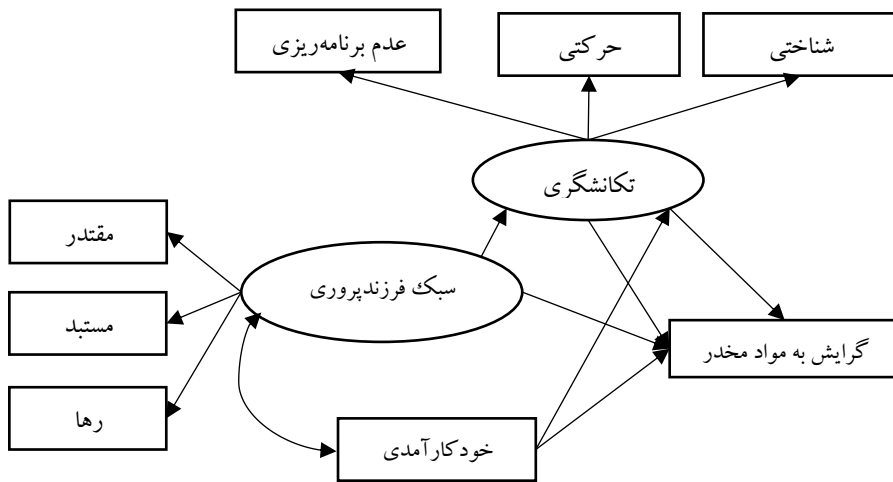 شناختی
حرکتی
عدم برنامه‌ریزی
تکانشگری
مقتدر
سبک فرزندپروری
مستبد
گرایش به مواد مخدر
رها
خودکارآمدی